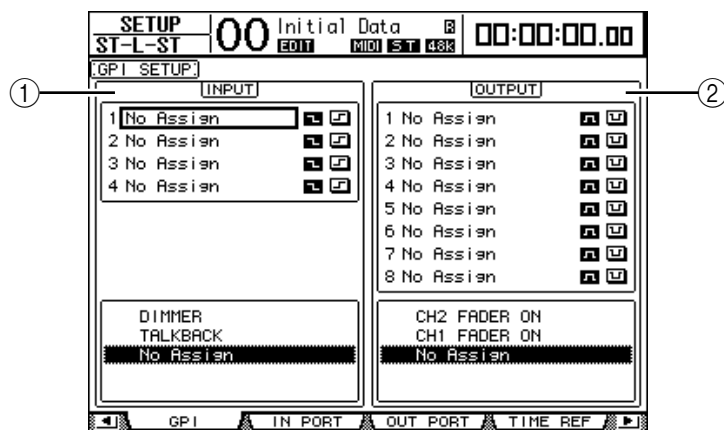 SETUP
ST-L-ST
00
Initial Data
EDIT
MIDI ST 48K
00:00:00.00
GPI SETUP
①
INPUT
1 No Assign
2 No Assign
3 No Assign
4 No Assign
DIMMER
TALKBACK
No Assign
②
OUTPUT
1 No Assign
2 No Assign
3 No Assign
4 No Assign
5 No Assign
6 No Assign
7 No Assign
8 No Assign
CH2 FADER ON
CH1 FADER ON
No Assign
GPI
IN PORT
OUT PORT
TIME REF